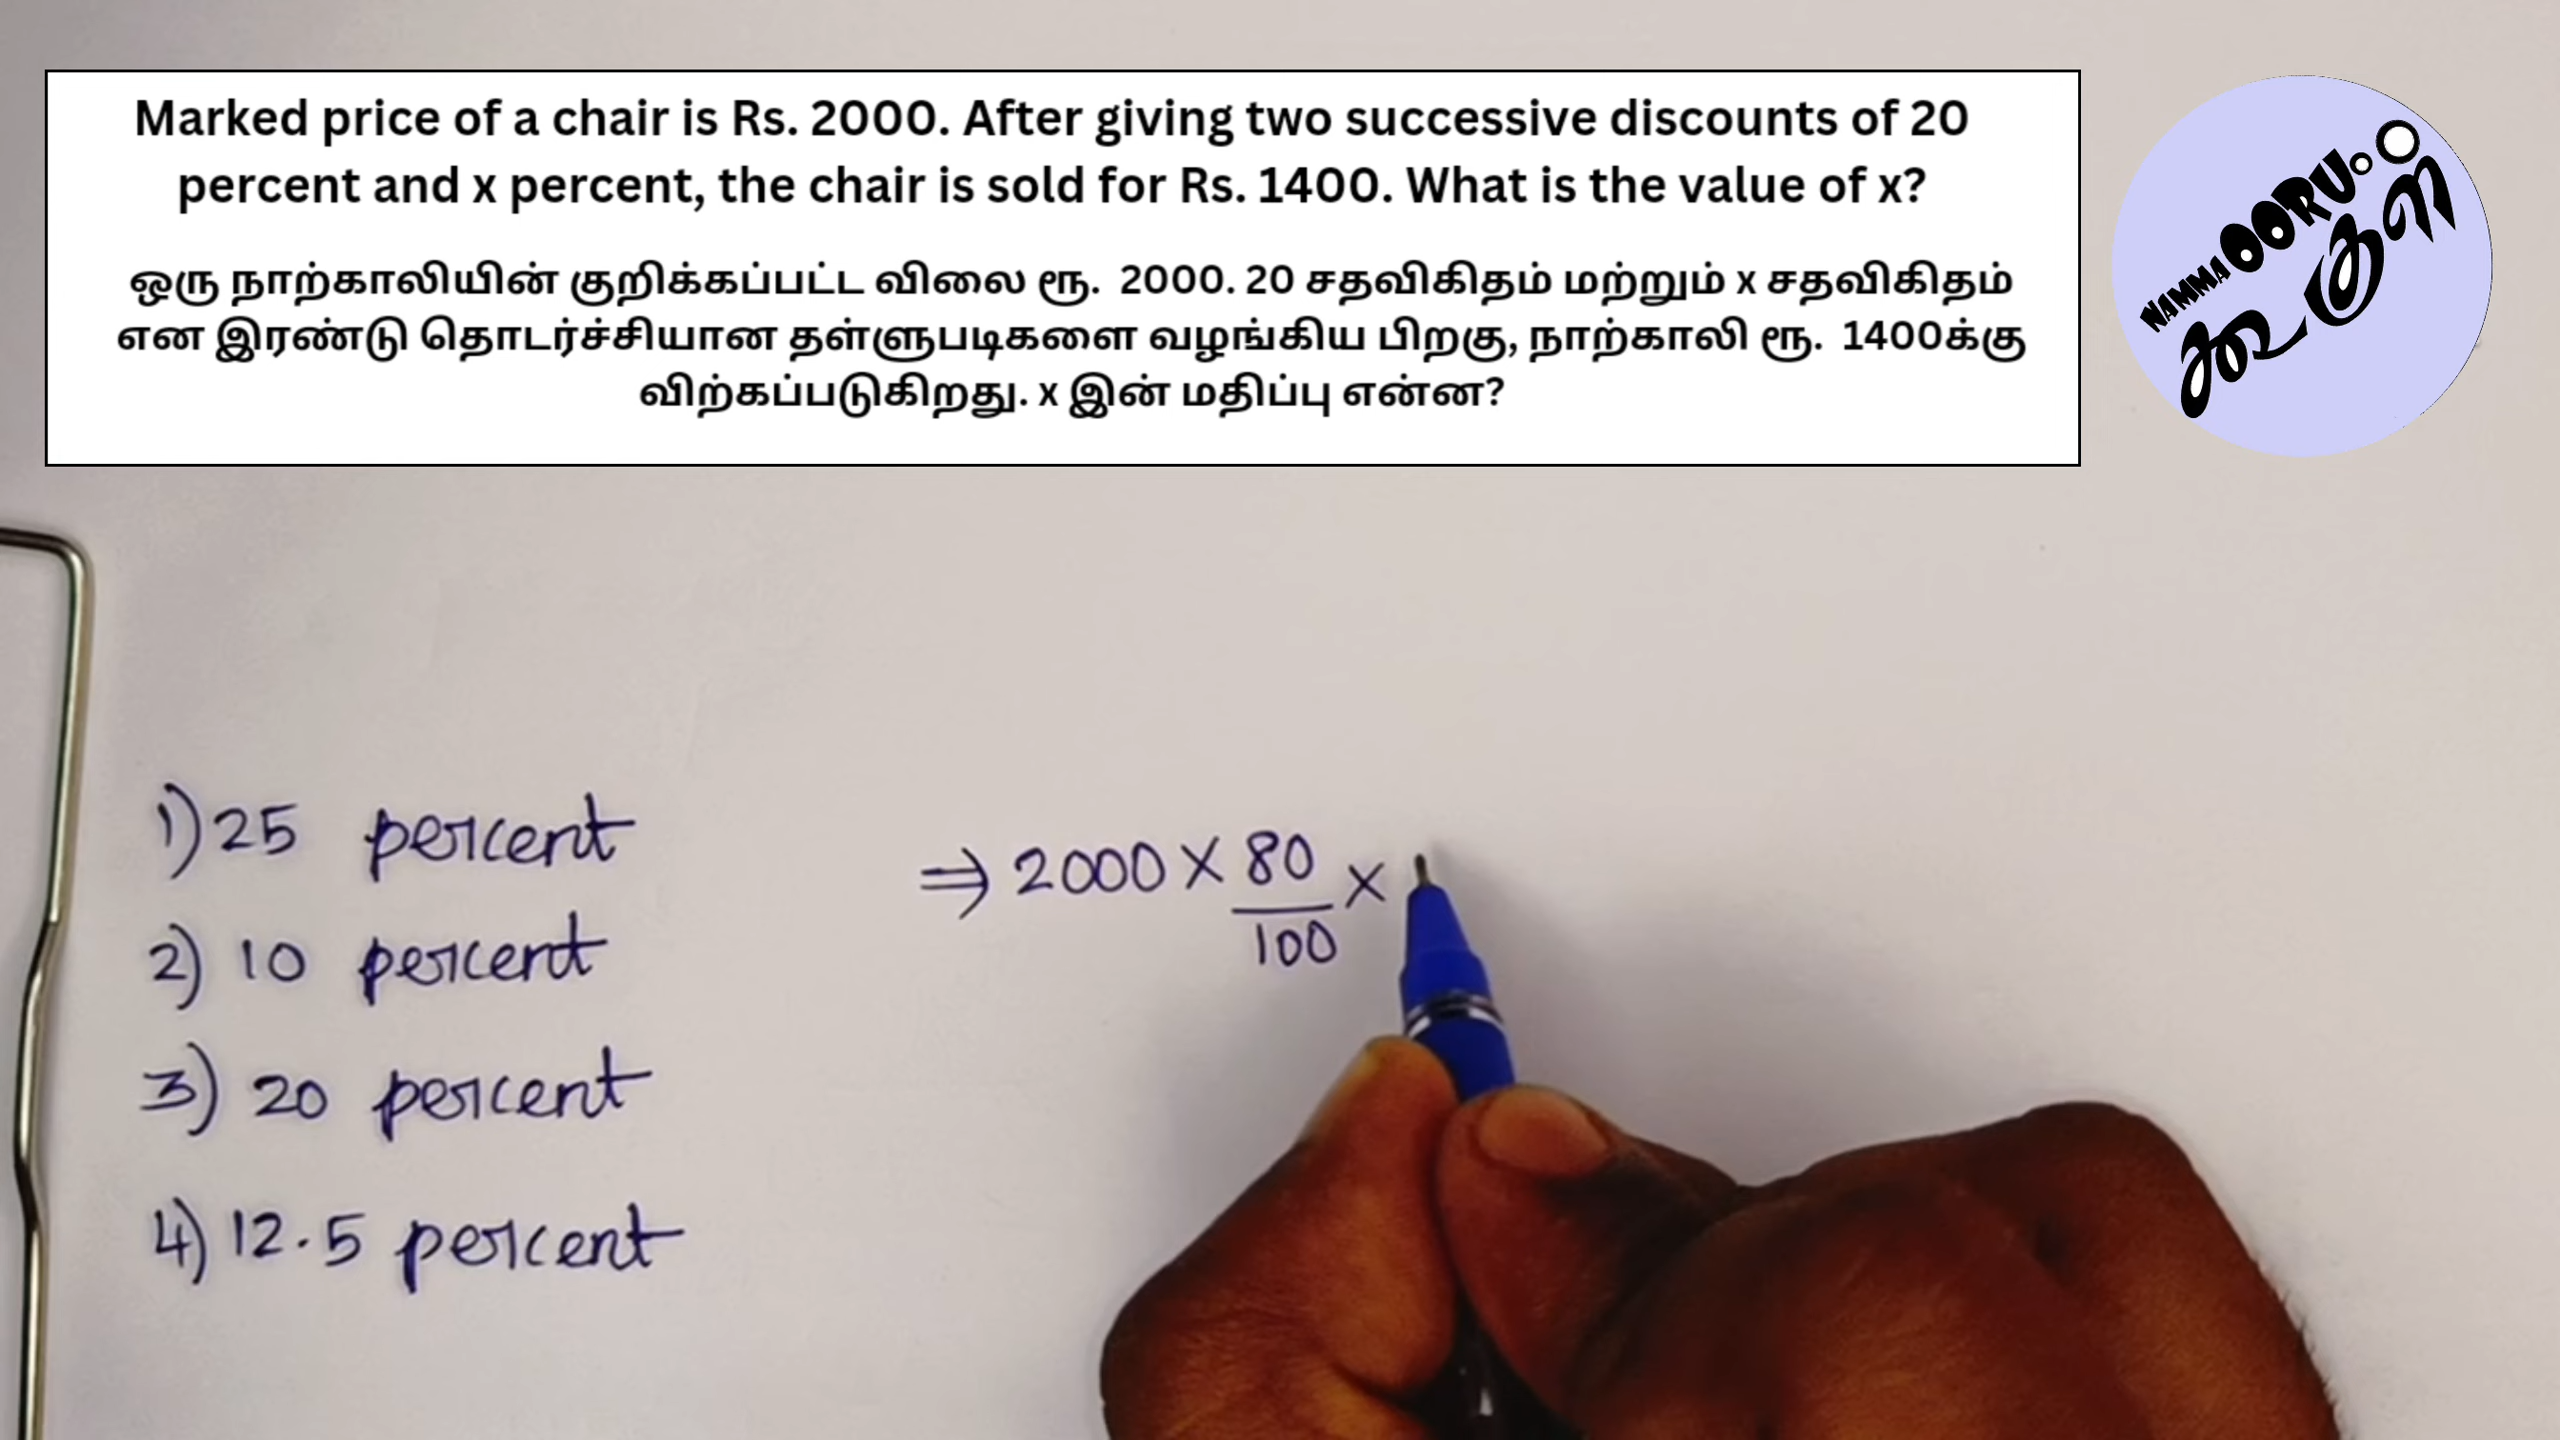 Marked price of a chair is Rs. 2000. After giving two successive discounts of 20
percent and x percent, the chair is sold for Rs. 1400. What is the value of x?
ஒரு நாற்காலியின் குறிக்கப்பட்ட விலை ரூ. 2000. 20 சதவிகிதம் மற்றும் x சதவிகிதம்
என இரண்டு தொடர்ச்சியான தள்ளுபடிகளை வழங்கிய பிறகு, நாற்காலி ரூ. 1400க்கு
விற்கப்படுகிறது. x இன் மதிப்பு என்ன?
NAMMA OORU
1) 25 percent
2) 10 percent
3) 20 percent
4) 12.5 percent
⇒ 2000 × 80/100 ×